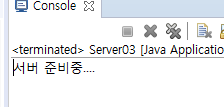 Console
<terminated> Server03 [Java Applicatio
서버 준비중....